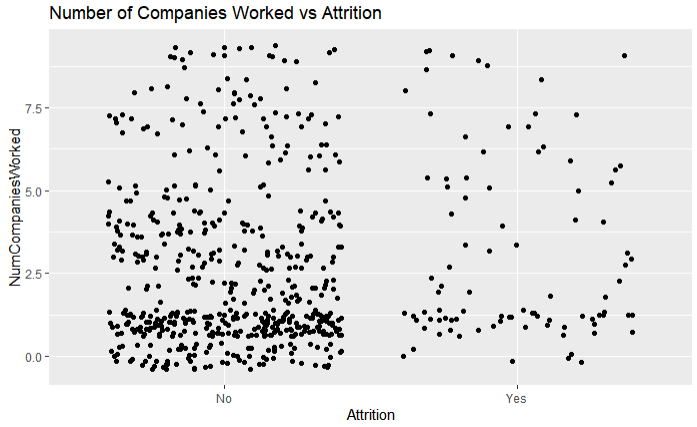 Number of Companies Worked vs Attrition
NumCompaniesWorked
7.5
5.0
2.5
0.0
No Yes
Attrition